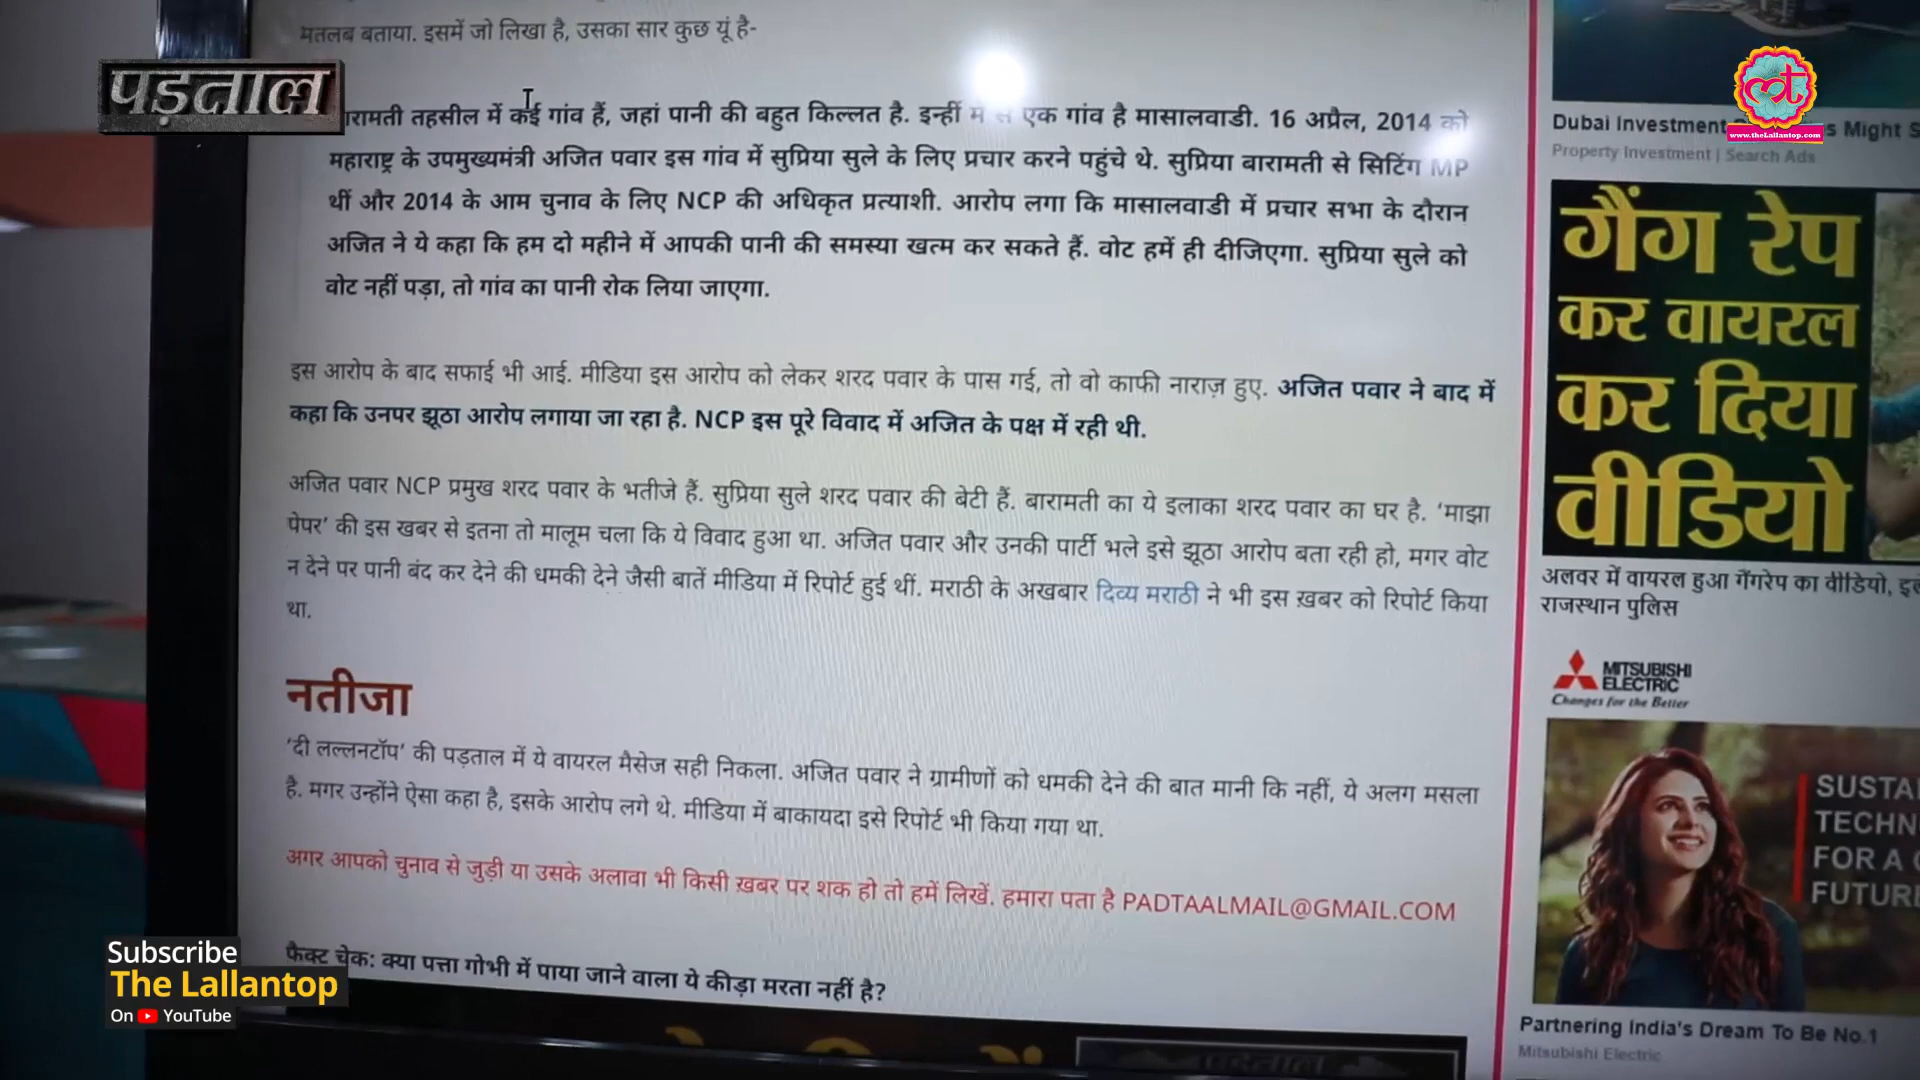 मतलब बताया. इसमें जो लिखा है, उसका सार कुछ यूं है-
पड़ताल
रामती तहसील में कई गांव हैं, जहां पानी की बहुत किल्लत है. इन्हीं में से एक गांव है मासालवाडी. 16 अप्रैल, 2014 को
महाराष्ट्र के उपमुख्यमंत्री अजित पवार इस गांव में सुप्रिया सुले के लिए प्रचार करने पहुंचे थे. सुप्रिया बारामती से सिटिंग MP
थीं और 2014 के आम चुनाव के लिए NCP की अधिकृत प्रत्याशी. आरोप लगा कि मासालवाडी में प्रचार सभा के दौरान
अजित ने ये कहा कि हम दो महीने में आपकी पानी की समस्या खत्म कर सकते हैं. वोट हमें ही दीजिएगा. सुप्रिया सुले को
वोट नहीं पड़ा, तो गांव का पानी रोक लिया जाएगा.
इस आरोप के बाद सफाई भी आई. मीडिया इस आरोप को लेकर शरद पवार के पास गई, तो वो काफी नाराज़ हुए. अजित पवार ने बाद में
कहा कि उनपर झूठा आरोप लगाया जा रहा है. NCP इस पूरे विवाद में अजित के पक्ष में रही थी.
अजित पवार NCP प्रमुख शरद पवार के भतीजे हैं. सुप्रिया सुले शरद पवार की बेटी हैं. बारामती का ये इलाका शरद पवार का घर है. ‘माझा
पेपर’ की इस खबर से इतना तो मालूम चला कि ये विवाद हुआ था. अजित पवार और उनकी पार्टी भले इसे झूठा आरोप बता रही हो, मगर वोट
न देने पर पानी बंद कर देने की धमकी देने जैसी बातें मीडिया में रिपोर्ट हुई थीं. मराठी के अखबार दिव्य मराठी ने भी इस ख़बर को रिपोर्ट किया
था.
नतीजा
‘दी लल्लनटॉप’ की पड़ताल में ये वायरल मैसेज सही निकला. अजित पवार ने ग्रामीणों को धमकी देने की बात मानी कि नहीं, ये अलग मसला
है. मगर उन्होंने ऐसा कहा है, इसके आरोप लगे थे. मीडिया में बाकायदा इसे रिपोर्ट भी किया गया था.
अगर आपको चुनाव से जुड़ी या उसके अलावा भी किसी ख़बर पर शक हो तो हमें लिखें. हमारा पता है PADTAALMAIL@GMAIL.COM
फैक्ट चेक: क्या पत्ता गोभी में पाया जाने वाला ये कीड़ा मरता नहीं है?
Subscribe
The Lallantop
On YouTube
www.theLallantop.com
Dubai Investment s Might S
Property Investment | Search Ads
गैंग रेप
कर वायरल
कर दिया
वीडियो
अलवर में वायरल हुआ गैंगरेप का वीडियो,
राजस्थान पुलिस
MITSUBISHI
ELECTRIC
Changes for the Better
SUSTAI
TECHN
FOR A
FUTURE
Partnering India's Dream To Be No.1
Mitsubishi Electric